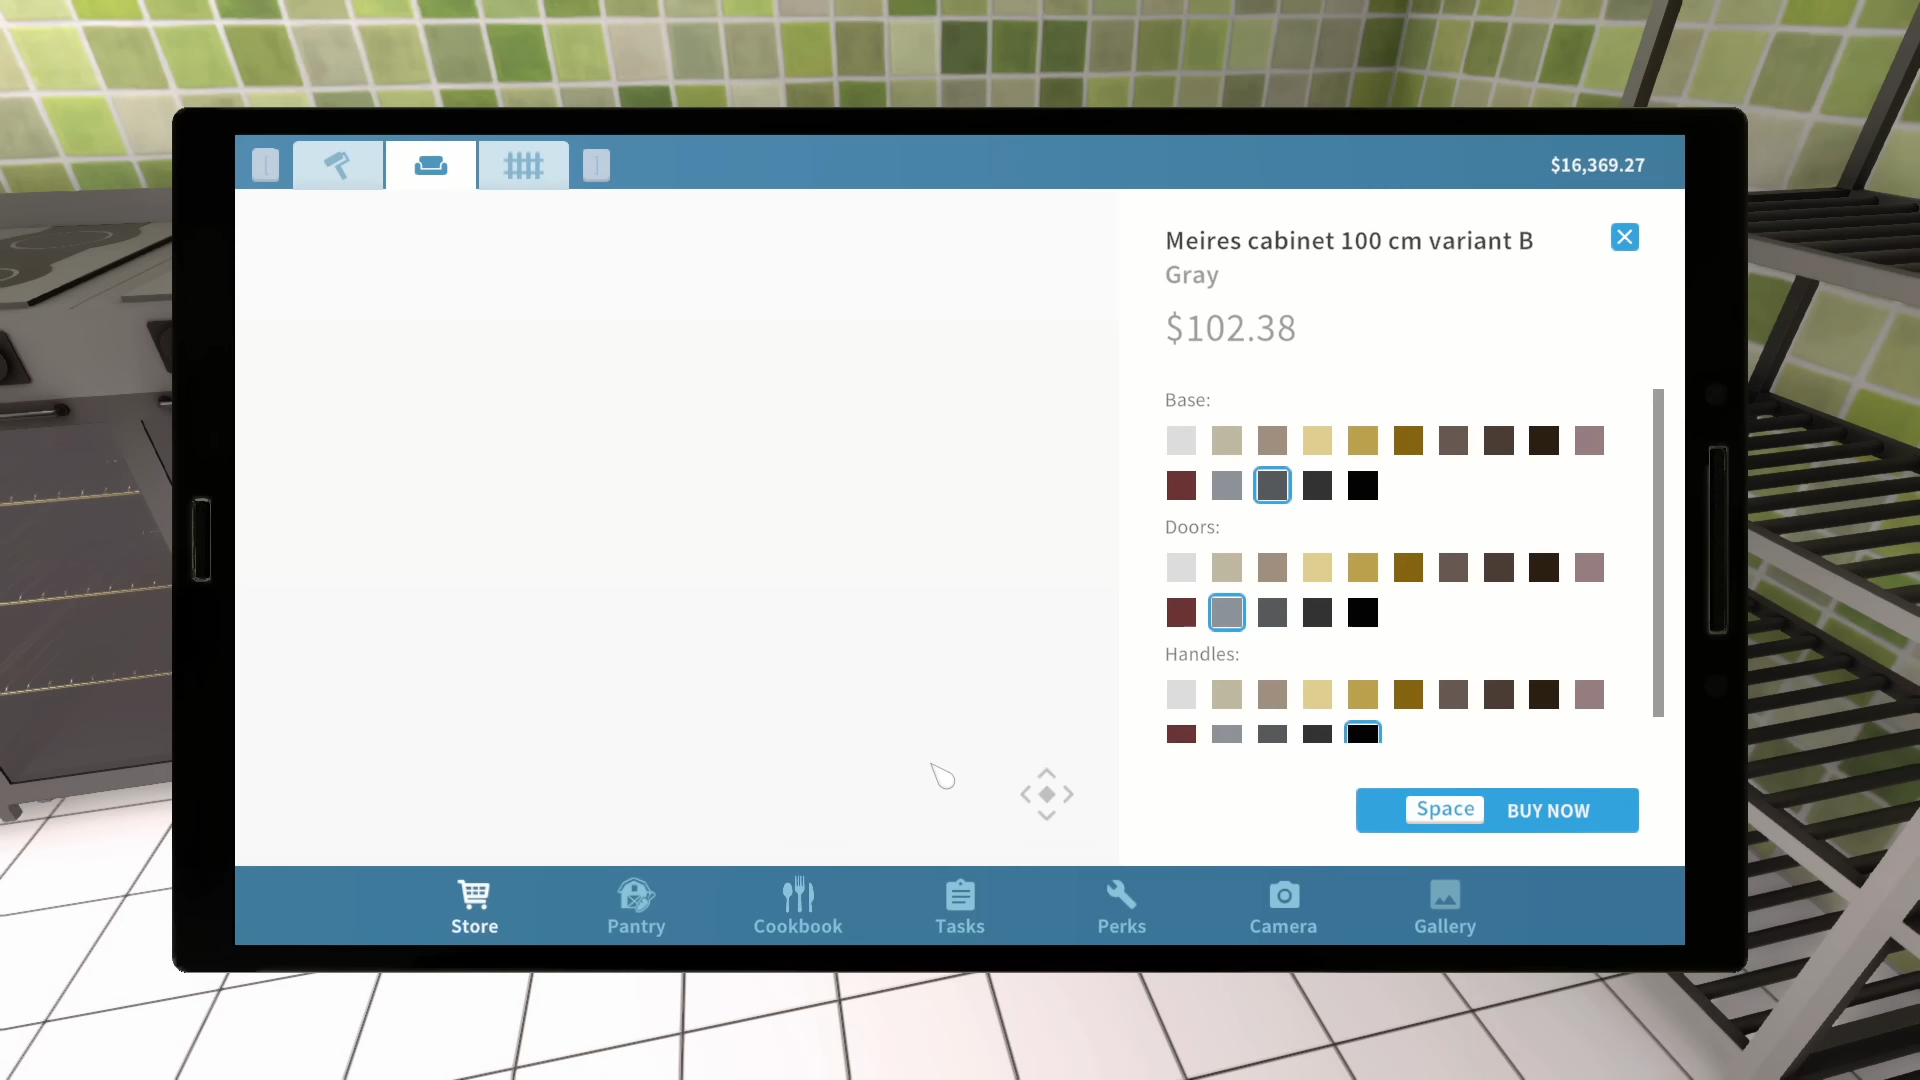 [
]
$16,369.27
Meires cabinet 100 cm variant B
Gray
$102.38
Base:
Doors:
Handles:
Space BUY NOW
Store
Pantry
Cookbook
Tasks
Perks
Camera
Gallery